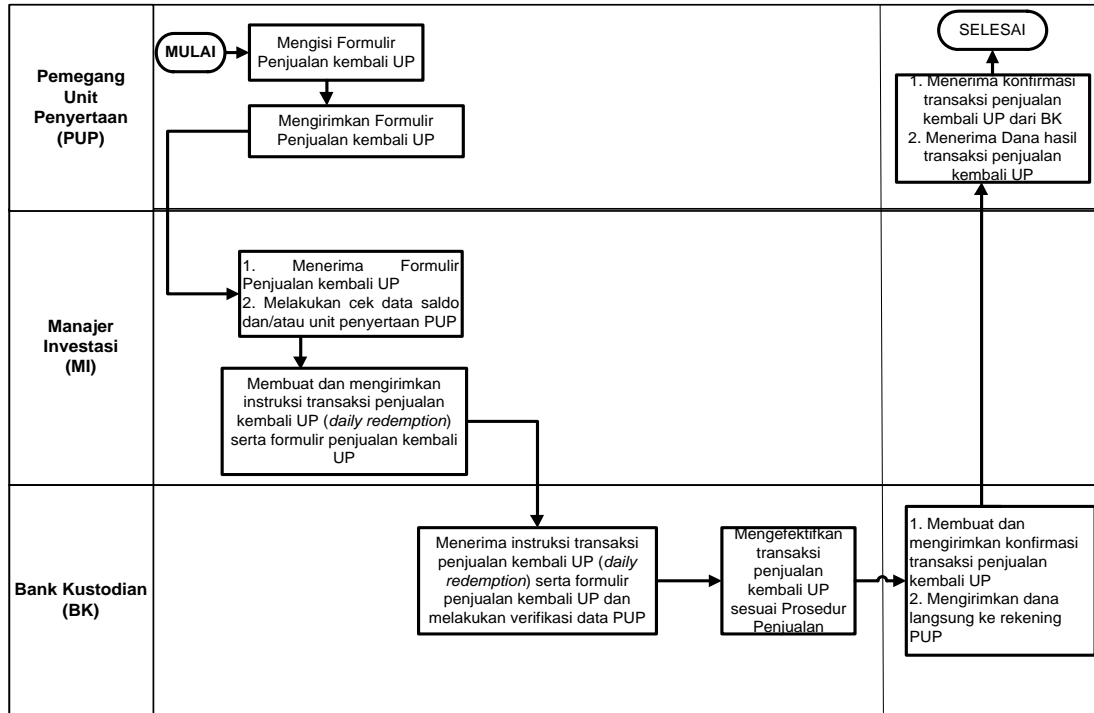 Pemegang
Unit
Penyertaan
(PUP)
MULAI
Mengisi Formulir
Penjualan kembali UP
Mengirimkan Formulir
Penjualan kembali UP
SELESAI
1. Menerima konfirmasi
transaksi penjualan
kembali UP dari BK
2. Menerima Dana hasil
transaksi penjualan
kembali UP
Manajer
Investasi
(MI)
1. Menerima Formulir
Penjualan kembali UP
2. Melakukan cek data saldo
dan/atau unit penyertaan PUP
Membuat dan mengirimkan
instruksi transaksi penjualan
kembali UP (daily redemption)
serta formulir penjualan kembali
UP
Bank Kustodian
(BK)
Menerima instruksi transaksi
penjualan kembali UP (daily
redemption) serta formulir
penjualan kembali UP dan
melakukan verifikasi data PUP
Mengefektifkan
transaksi
penjualan
kembali UP
sesuai Prosedur
Penjualan
1. Membuat dan
mengirimkan konfirmasi
transaksi penjualan
kembali UP
2. Mengirimkan dana
langsung ke rekening
PUP